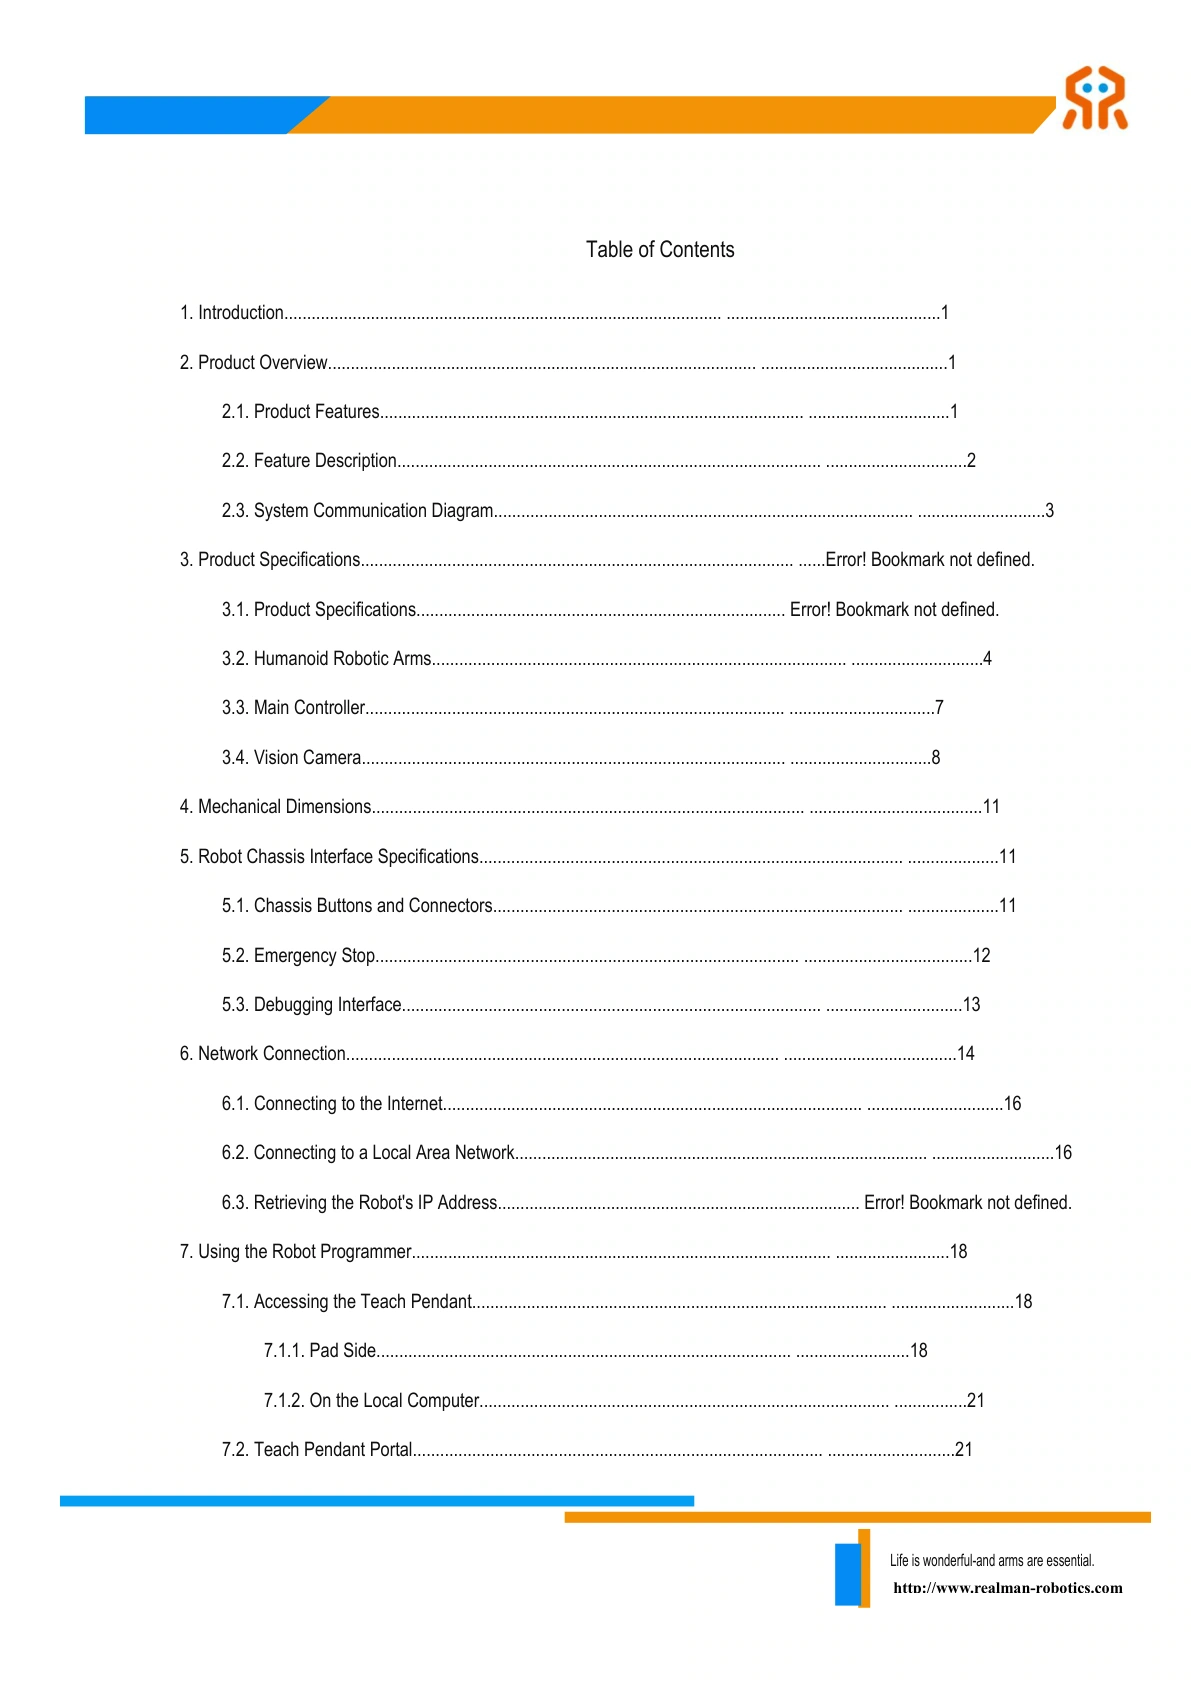 Table of Contents
1. Introduction................................................................................................ ...............................................1
2. Product Overview.............................................................................................. .........................................1
2.1. Product Features............................................................................................. ...............................1
2.2. Feature Description............................................................................................. ...............................2
2.3. System Communication Diagram............................................................................................ ............................3
3. Product Specifications............................................................................................... ......Error! Bookmark not defined.
3.1. Product Specifications................................................................................. Error! Bookmark not defined.
3.2. Humanoid Robotic Arms........................................................................................... .............................4
3.3. Main Controller............................................................................................ ................................7
3.4. Vision Camera............................................................................................. ...............................8
4. Mechanical Dimensions............................................................................................... ......................................11
5. Robot Chassis Interface Specifications............................................................................................. ....................11
5.1. Chassis Buttons and Connectors.......................................................................................... ....................11
5.2. Emergency Stop............................................................................................. .....................................12
5.3. Debugging Interface............................................................................................ ..............................13
6. Network Connection............................................................................................... ......................................14
6.1. Connecting to the Internet............................................................................................ ..............................16
6.2. Connecting to a Local Area Network.......................................................................................... ...........................16
6.3. Retrieving the Robot's IP Address............................................................................... Error! Bookmark not defined.
7. Using the Robot Programmer............................................................................................ .........................18
7.1. Accessing the Teach Pendant........................................................................................... ...........................18
7.1.1. Pad Side........................................................................................... .........................18
7.1.2. On the Local Computer.......................................................................................... ................21
7.2. Teach Pendant Portal.......................................................................................... ............................21
Life is wonderful-and arms are essential.
http://www.realman-robotics.com